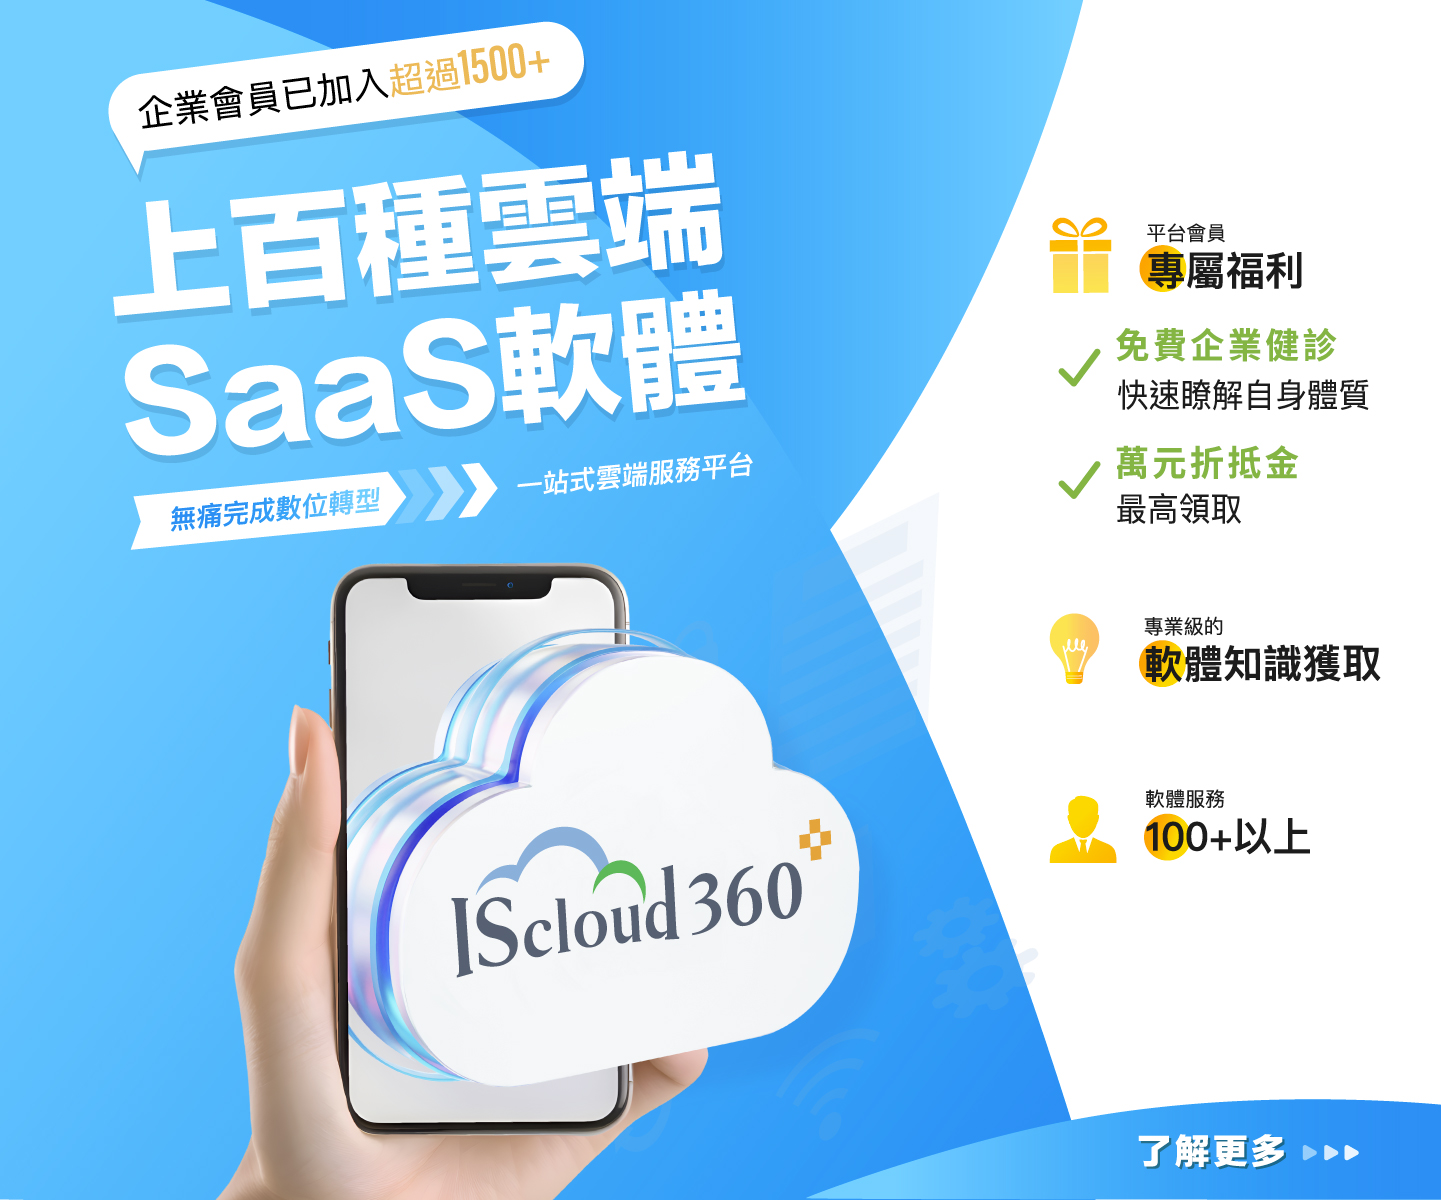 企業會員已加入超過1500+
上百種雲端
SaaS軟體
無痛完成數位轉型
一站式雲端服務平台
IScloud360
平台會員
專屬福利
免費企業健診
快速瞭解自身體質
萬元折抵金
最高領取
專業級的
軟體知識獲取
軟體服務
100+以上
了解更多